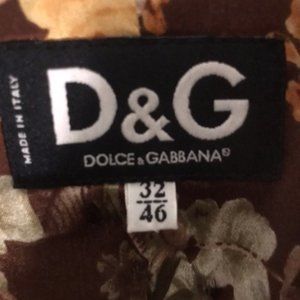 MADE IN ITALY
D&G
DOLCE & GABBANA®
32
46